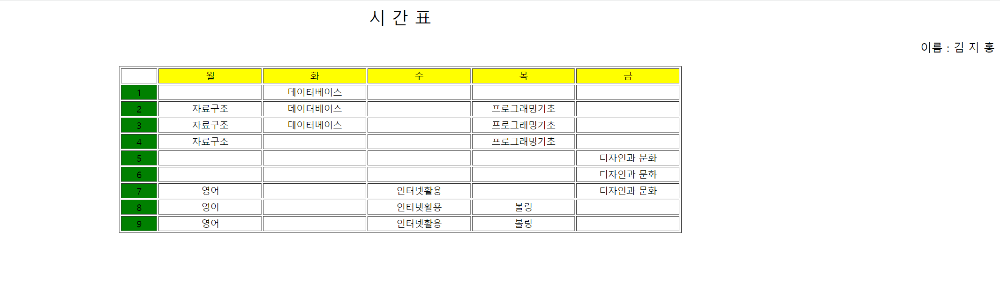 시 간 표
이름 : 김 지 홍
월 화 수 목 금
1 데이터베이스
2 자료구조 데이터베이스 프로그래밍기초
3 자료구조 데이터베이스 프로그래밍기초
4 자료구조 프로그래밍기초
5 디자인과 문화
6 디자인과 문화
7 영어 인터넷활용 디자인과 문화
8 영어 인터넷활용 볼링
9 영어 인터넷활용 볼링